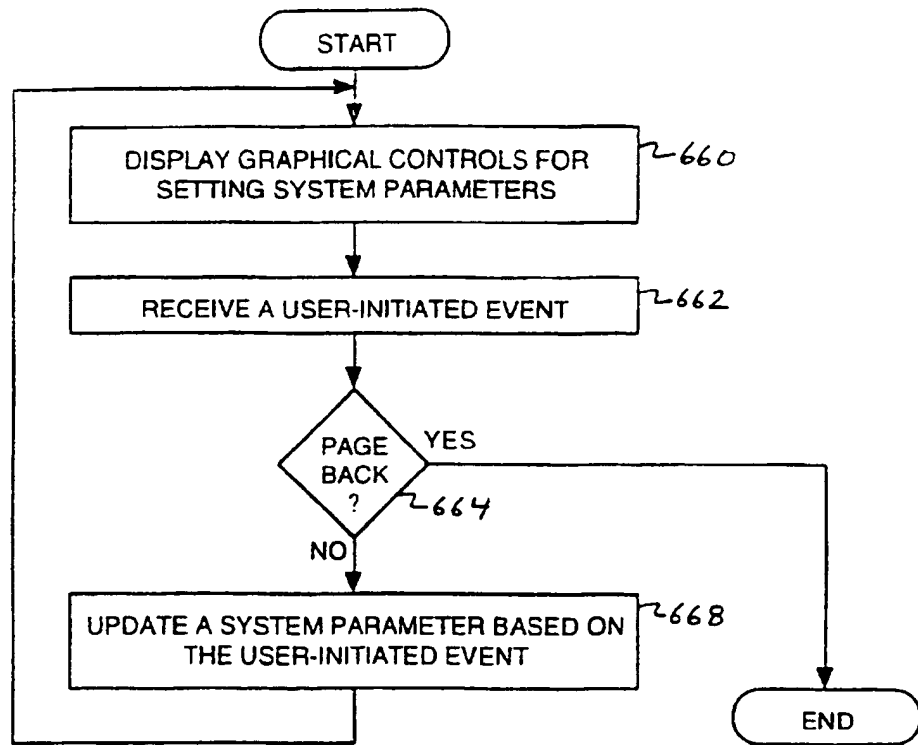 START
DISPLAY GRAPHICAL CONTROLS FOR
SETTING SYSTEM PARAMETERS
660
RECEIVE A USER-INITIATED EVENT
662
PAGE
BACK
?
YES
664
NO
UPDATE A SYSTEM PARAMETER BASED ON
THE USER-INITIATED EVENT
668
END